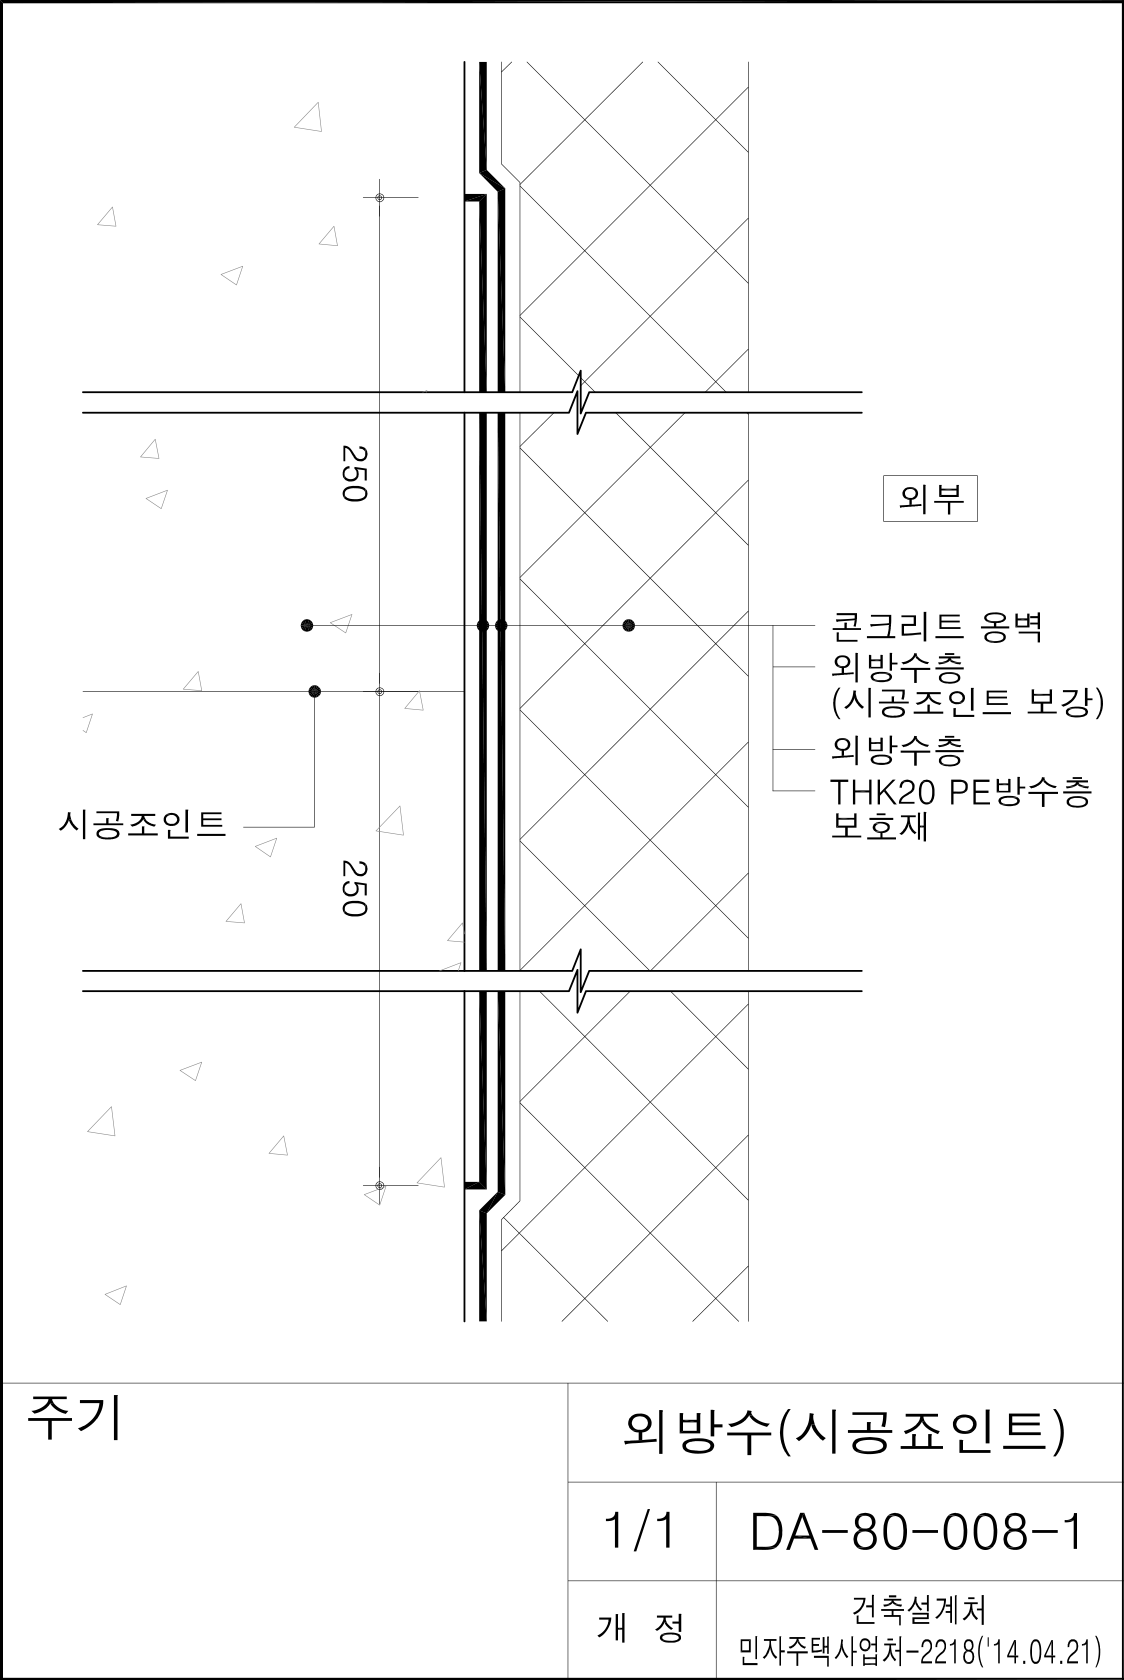 250
외부
콘크리트 옹벽
외방수층
(시공조인트 보강)
외방수층
THK20 PE방수층
보호재
시공조인트
250
주기
외방수(시공죠인트)
1/1
DA-80-008-1
개 정
건축설계처
민자주택사업처-2218('14.04.21)